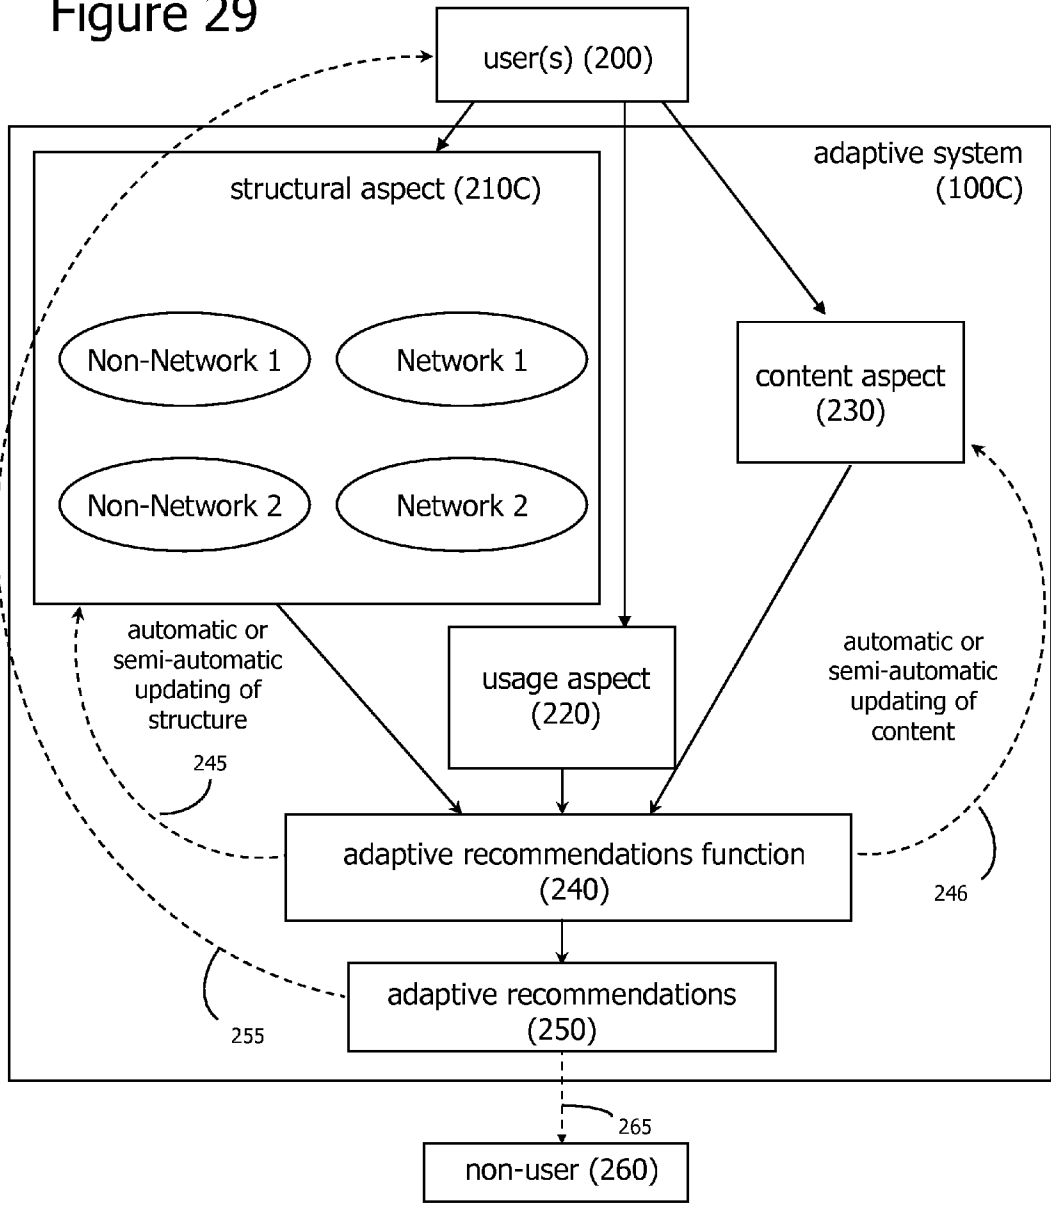 Figure 29
user(s) (200)
adaptive system
(100C)
structural aspect (210C)
Non-Network 1
Network 1
content aspect
(230)
Non-Network 2
Network 2
automatic or
semi-automatic
updating of
structure
usage aspect
(220)
automatic or
semi-automatic
updating of
content
245
adaptive recommendations function
(240)
246
adaptive recommendations
(250)
255
265
non-user (260)